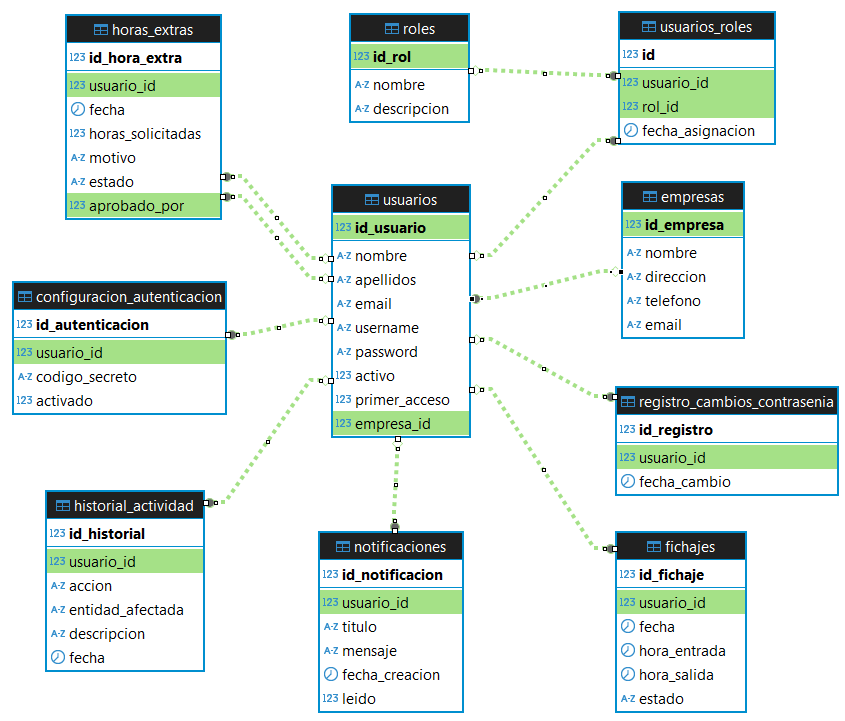 horas_extras
123 id_hora_extra
123 usuario_id
fecha
123 horas_solicitadas
A-Z motivo
A-Z estado
123 aprobado_por
roles
123 id_rol
A-Z nombre
A-Z descripcion
usuarios_roles
123 id
123 usuario_id
123 rol_id
fecha_asignacion
usuarios
123 id_usuario
A-Z nombre
A-Z apellidos
A-Z email
A-Z username
A-Z password
123 activo
123 primer_acceso
123 empresa_id
empresas
123 id_empresa
A-Z nombre
A-Z direccion
A-Z telefono
A-Z email
configuracion_autenticacion
123 id_autenticacion
123 usuario_id
A-Z codigo_secreto
123 activado
registro_cambios_contrasenia
123 id_registro
123 usuario_id
fecha_cambio
historial_actividad
123 id_historial
123 usuario_id
A-Z accion
A-Z entidad_afectada
A-Z descripcion
fecha
notificaciones
123 id_notificacion
123 usuario_id
A-Z titulo
A-Z mensaje
fecha_creacion
123 leido
fichajes
123 id_fichaje
123 usuario_id
fecha
hora_entrada
hora_salida
A-Z estado